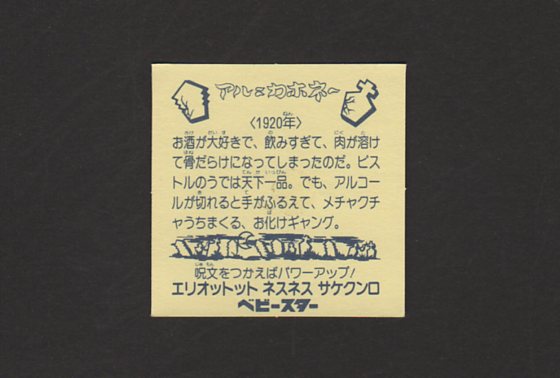 アル・カホネー
〈1920年〉
お酒が大好きで、飲みすぎて、肉が溶け
て骨だらけになってしまったのだ。ピス
トルのうでは天下一品。でも、アルコー
ルが切れると手がふるえて、メチャクチ
ャうちまくる、お化けギャング。
呪文をつかえばパワーアップ!
エリオットット ネスネス サケクンロ
ベビースター